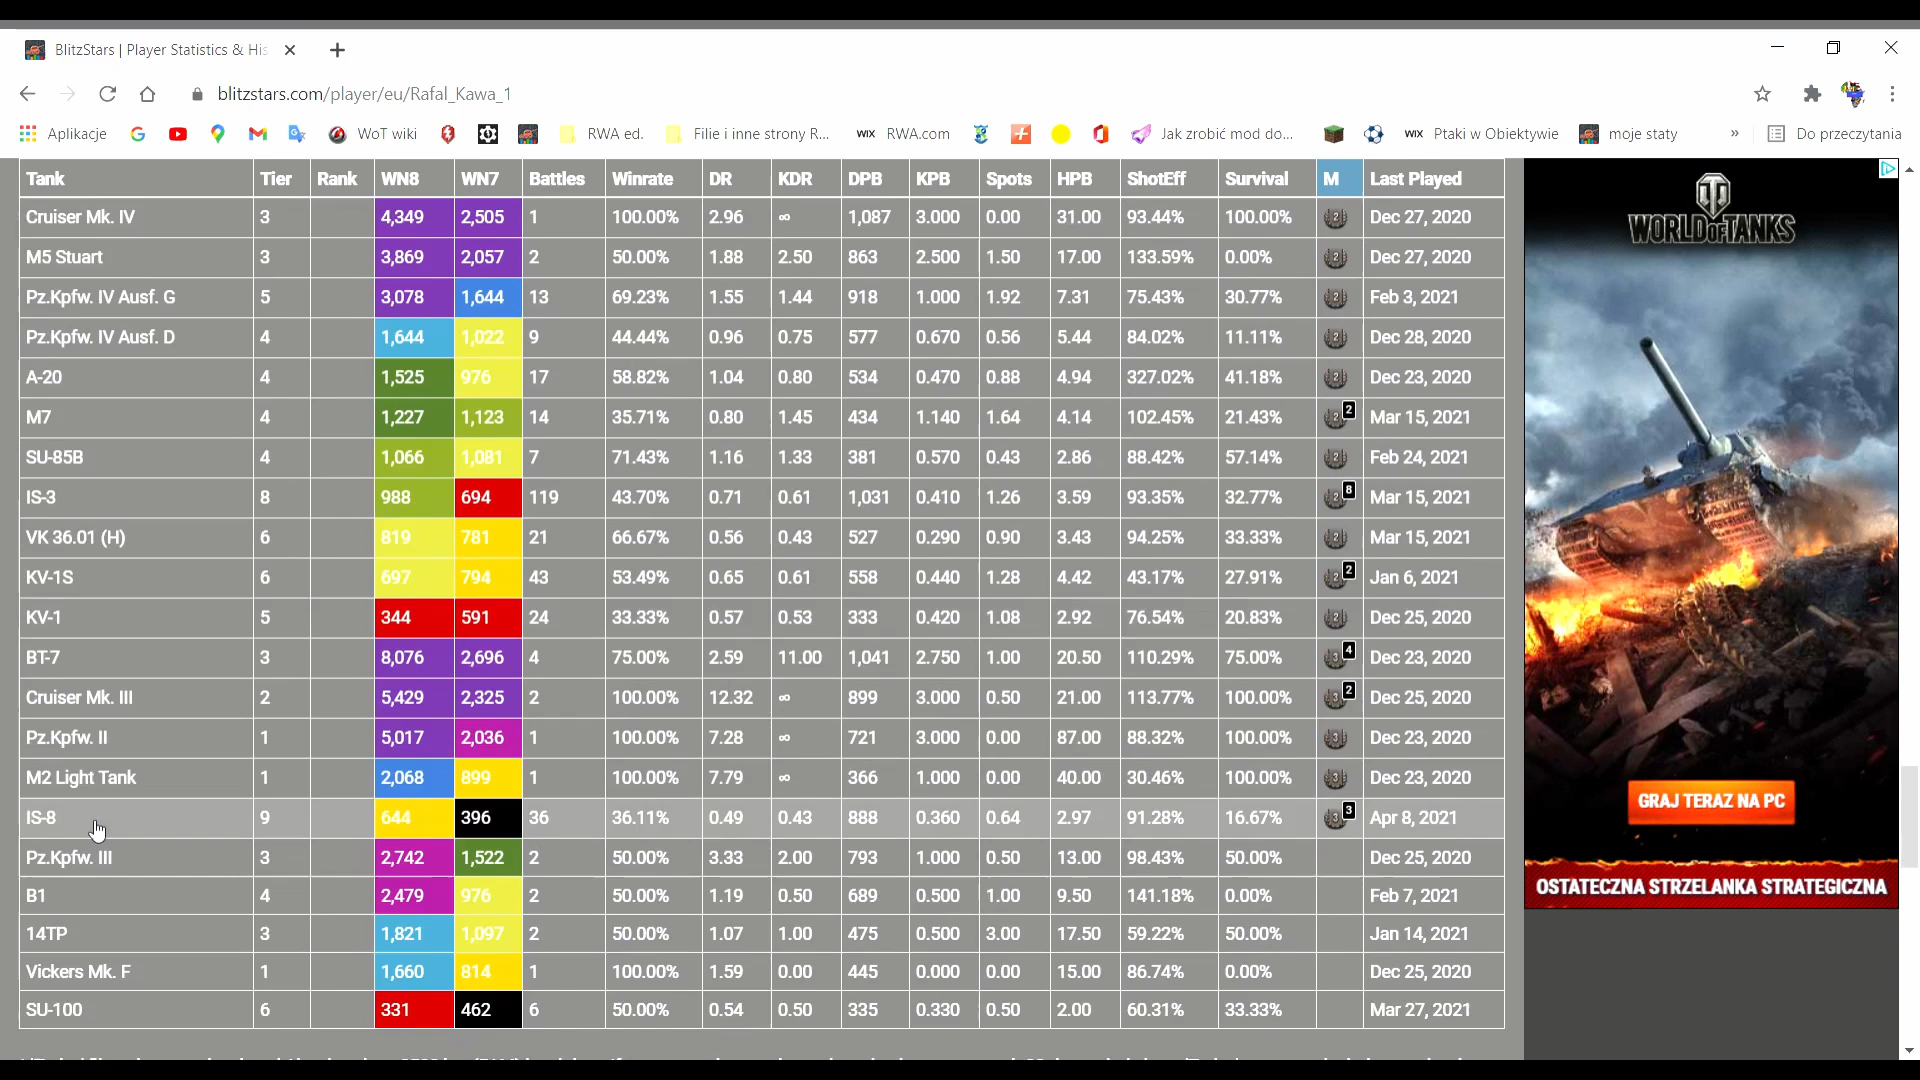 BlitzStars | Player Statistics & His
blitzstars.com/player/eu/Rafal_Kawa_1
Aplikacje WoT wiki RWA ed. Filie i inne strony R... WIX RWA.com Jak zrobić mod do... WIX Ptaki w Obiektywie moje staty » Do przeczytania
Tank Tier Rank WN8 WN7 Battles Winrate DR KDR DPB KPB Spots HPB ShotEff Survival M Last Played
Cruiser Mk. IV 3 4,349 2,505 1 100.00% 2.96 ∞ 1,087 3.000 0.00 31.00 93.44% 100.00% 2 Dec 27, 2020
M5 Stuart 3 3,869 2,057 2 50.00% 1.88 2.50 863 2.500 1.50 17.00 133.59% 0.00% 2 Dec 27, 2020
Pz.Kpfw. IV Ausf. G 5 3,078 1,644 13 69.23% 1.55 1.44 918 1.000 1.92 7.31 75.43% 30.77% 2 Feb 3, 2021
Pz.Kpfw. IV Ausf. D 4 1,644 1,022 9 44.44% 0.96 0.75 577 0.670 0.56 5.44 84.02% 11.11% 2 Dec 28, 2020
A-20 4 1,525 976 17 58.82% 1.04 0.80 534 0.470 0.88 4.94 327.02% 41.18% 2 Dec 23, 2020
M7 4 1,227 1,123 14 35.71% 0.80 1.45 434 1.140 1.64 4.14 102.45% 21.43% 2 2 Mar 15, 2021
SU-85B 4 1,066 1,081 7 71.43% 1.16 1.33 381 0.570 0.43 2.86 88.42% 57.14% 2 Feb 24, 2021
IS-3 8 988 694 119 43.70% 0.71 0.61 1,031 0.410 1.26 3.59 93.35% 32.77% 2 8 Mar 15, 2021
VK 36.01 (H) 6 819 781 21 66.67% 0.56 0.43 527 0.290 0.90 3.43 94.25% 33.33% 2 Mar 15, 2021
KV-1S 6 697 794 43 53.49% 0.65 0.61 558 0.440 1.28 4.42 43.17% 27.91% 2 2 Jan 6, 2021
KV-1 5 344 591 24 33.33% 0.57 0.53 333 0.420 1.08 2.92 76.54% 20.83% 2 Dec 25, 2020
BT-7 3 8,076 2,696 4 75.00% 2.59 11.00 1,041 2.750 1.00 20.50 110.29% 75.00% 3 4 Dec 23, 2020
Cruiser Mk. III 2 5,429 2,325 2 100.00% 12.32 ∞ 899 3.000 0.50 21.00 113.77% 100.00% 3 2 Dec 25, 2020
Pz.Kpfw. II 1 5,017 2,036 1 100.00% 7.28 ∞ 721 3.000 0.00 87.00 88.32% 100.00% 3 Dec 23, 2020
M2 Light Tank 1 2,068 899 1 100.00% 7.79 ∞ 366 1.000 0.00 40.00 30.46% 100.00% 3 Dec 23, 2020
IS-8 9 644 396 36 36.11% 0.49 0.43 888 0.360 0.64 2.97 91.28% 16.67% 3 3 Apr 8, 2021
Pz.Kpfw. III 3 2,742 1,522 2 50.00% 3.33 2.00 793 1.000 0.50 13.00 98.43% 50.00% Dec 25, 2020
B1 4 2,479 976 2 50.00% 1.19 0.50 689 0.500 1.00 9.50 141.18% 0.00% Feb 7, 2021
14TP 3 1,821 1,097 2 50.00% 1.07 1.00 475 0.500 3.00 17.50 59.22% 50.00% Jan 14, 2021
Vickers Mk. F 1 1,660 814 1 100.00% 1.59 0.00 445 0.000 0.00 15.00 86.74% 0.00% Dec 25, 2020
SU-100 6 331 462 6 50.00% 0.54 0.50 335 0.330 0.50 2.00 60.31% 33.33% Mar 27, 2021
WORLD OF TANKS
GRAJ TERAZ NA PC
OSTATECZNA STRZELANKA STRATEGICZNA